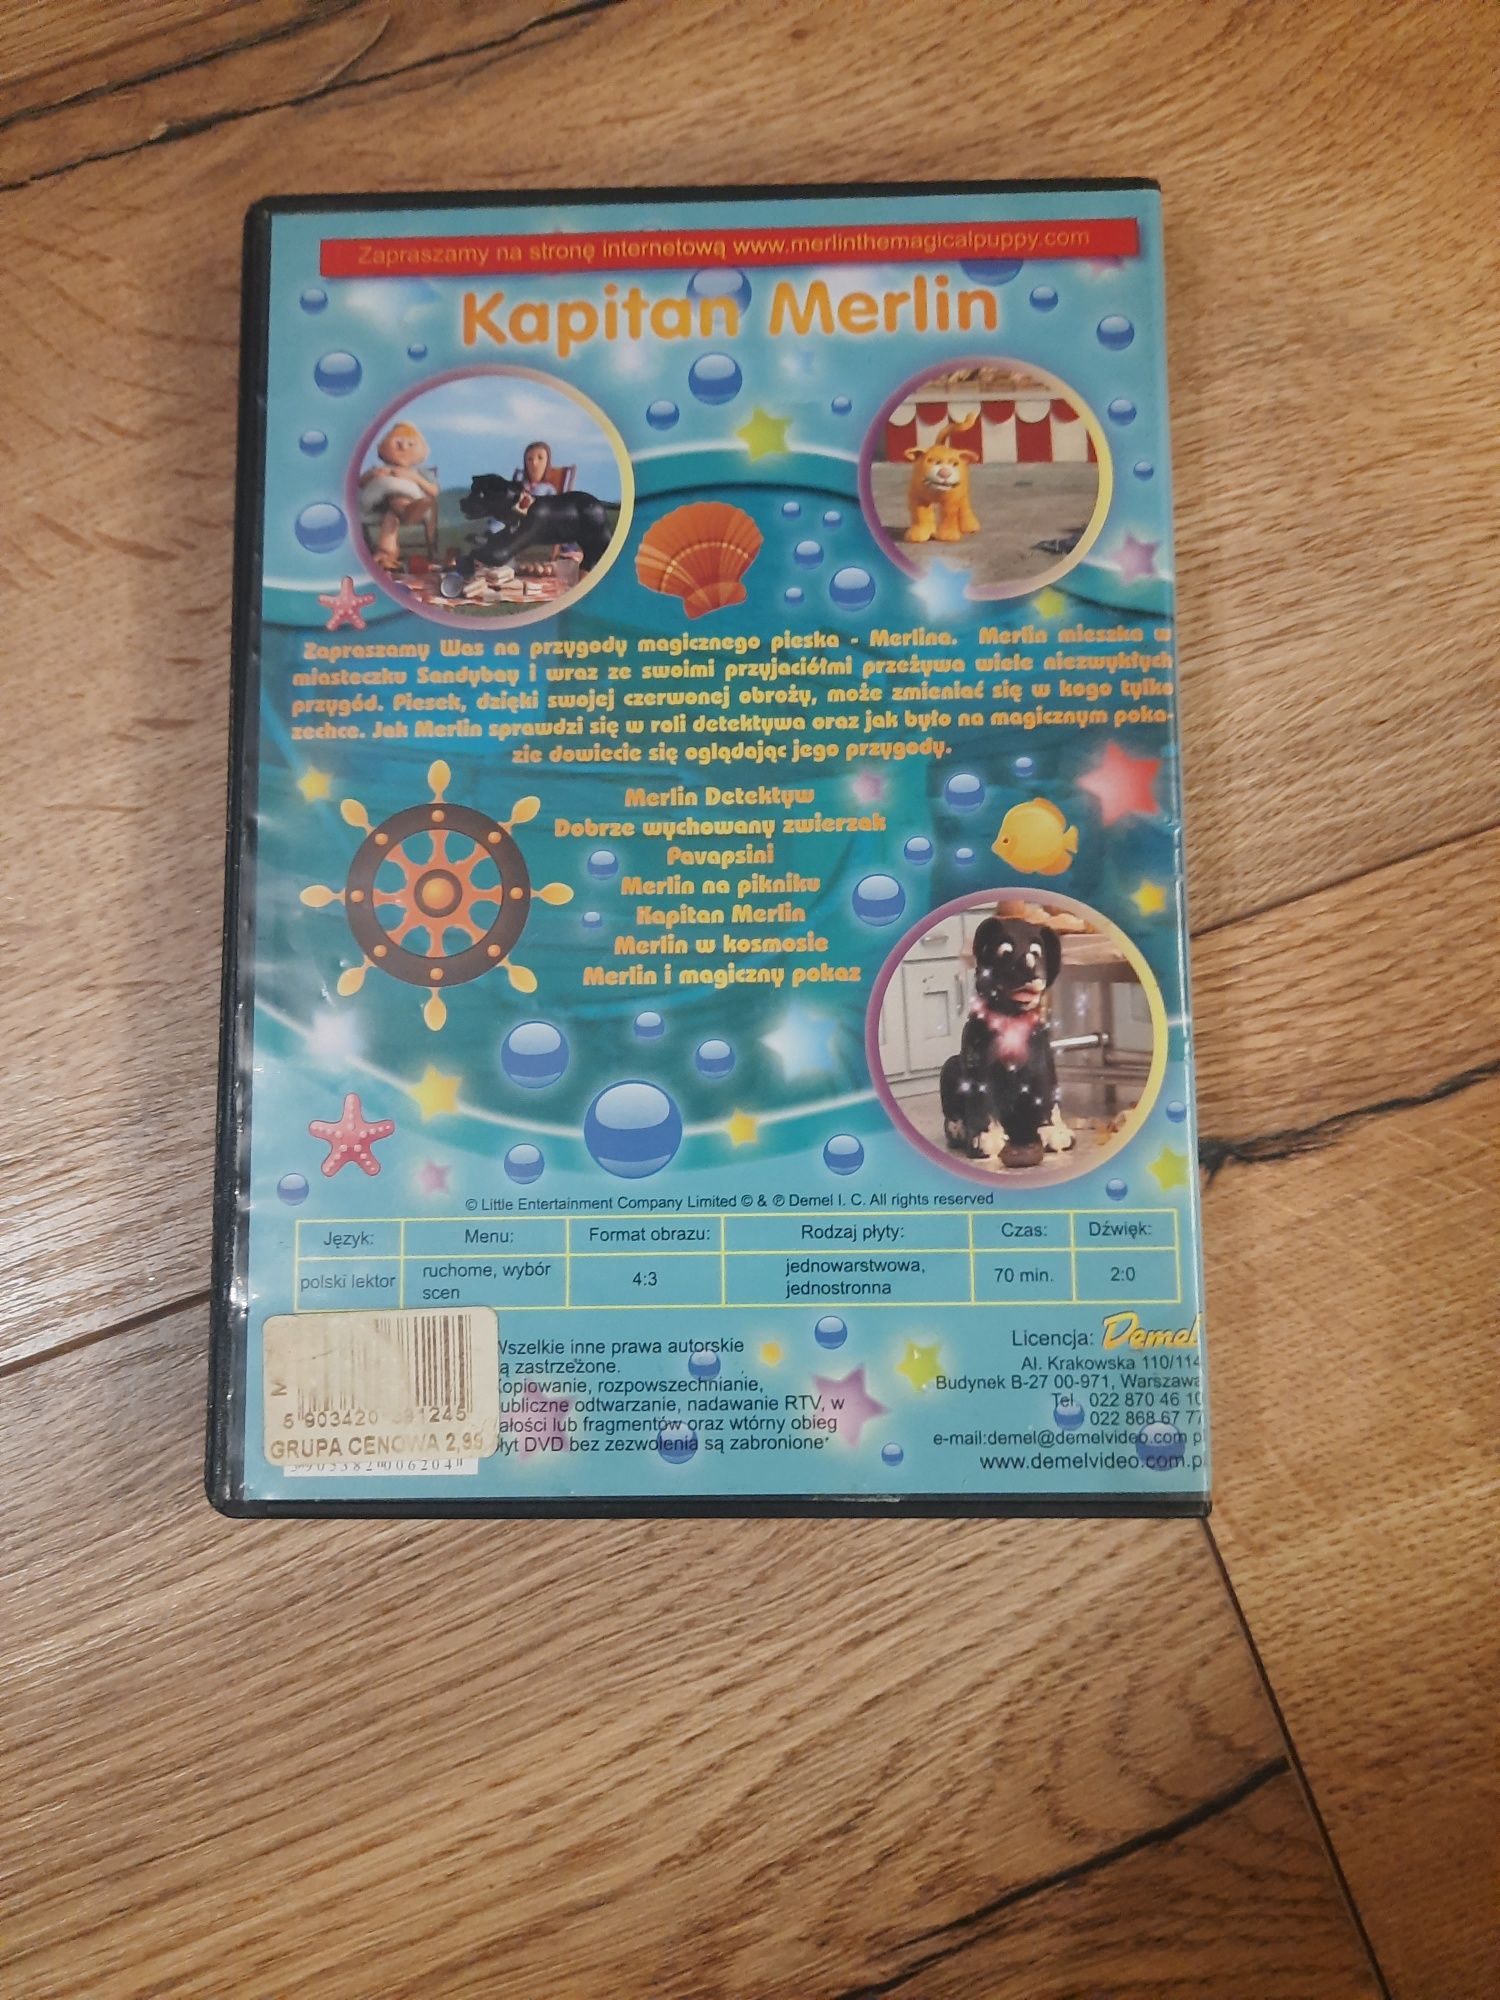 Zapraszamy na stronę internetową www.merlinthemagicalpuppy.com
Kapitan Merlin
Zapraszamy Was na przygody magicznego pieska - Merlina. Merlin mieszka w
miasteczku Sandybay i wraz ze swoimi przyjaciółmi przeżywa wiele niezwykłych
przygód. Piesek, dzięki swojej czerwonej obroży, może zmieniać się w kogo tylko
zechce. Jak Merlin sprawdzi się w roli detektywa oraz jak było na magicznym poka-
zie dowiecie się oglądając jego przygody.
Merlin Detektyw
Dobrze wychowany zwierzak
Pavapsini
Merlin na pikniku
Kapitan Merlin
Merlin w kosmosie
Merlin i magiczny pokaz
© Little Entertainment Company Limited © & ℗ Demel I. C. All rights reserved
Język: Menu: Format obrazu: Rodzaj płyty: Czas: Dźwięk:
polski lektor ruchome, wybór scen 4:3 jednowarstwowa, jednostronna 70 min. 2:0
Wszelkie inne prawa autorskie
ą zastrzeżone.
opiowanie, rozpowszechnianie,
ubliczne odtwarzanie, nadawanie RTV, w
ałości lub fragmentów oraz wtórny obieg
łyt DVD bez zezwolenia są zabronione*
GRUPA CENOWA 2,99
Licencja: Demel
Al. Krakowska 110/114
Budynek B-27 00-971, Warszawa
Tel. 022 870 46 10
022 868 67 77
e-mail:demel@demelvideo.com.p
www.demelvideo.com.p